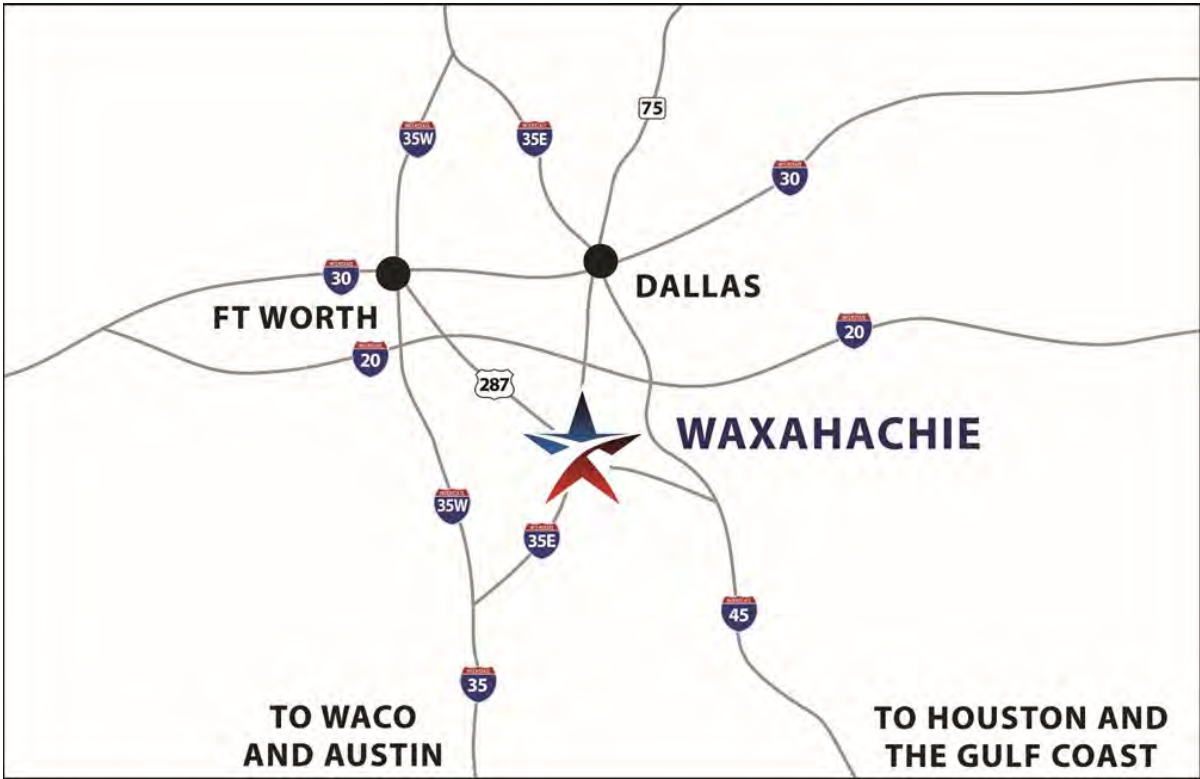 75
35W
35E
30
30
DALLAS
FT WORTH
20
20
287
WAXAHACHIE
35W
35E
45
35
TO WACO
AND AUSTIN
TO HOUSTON AND
THE GULF COAST